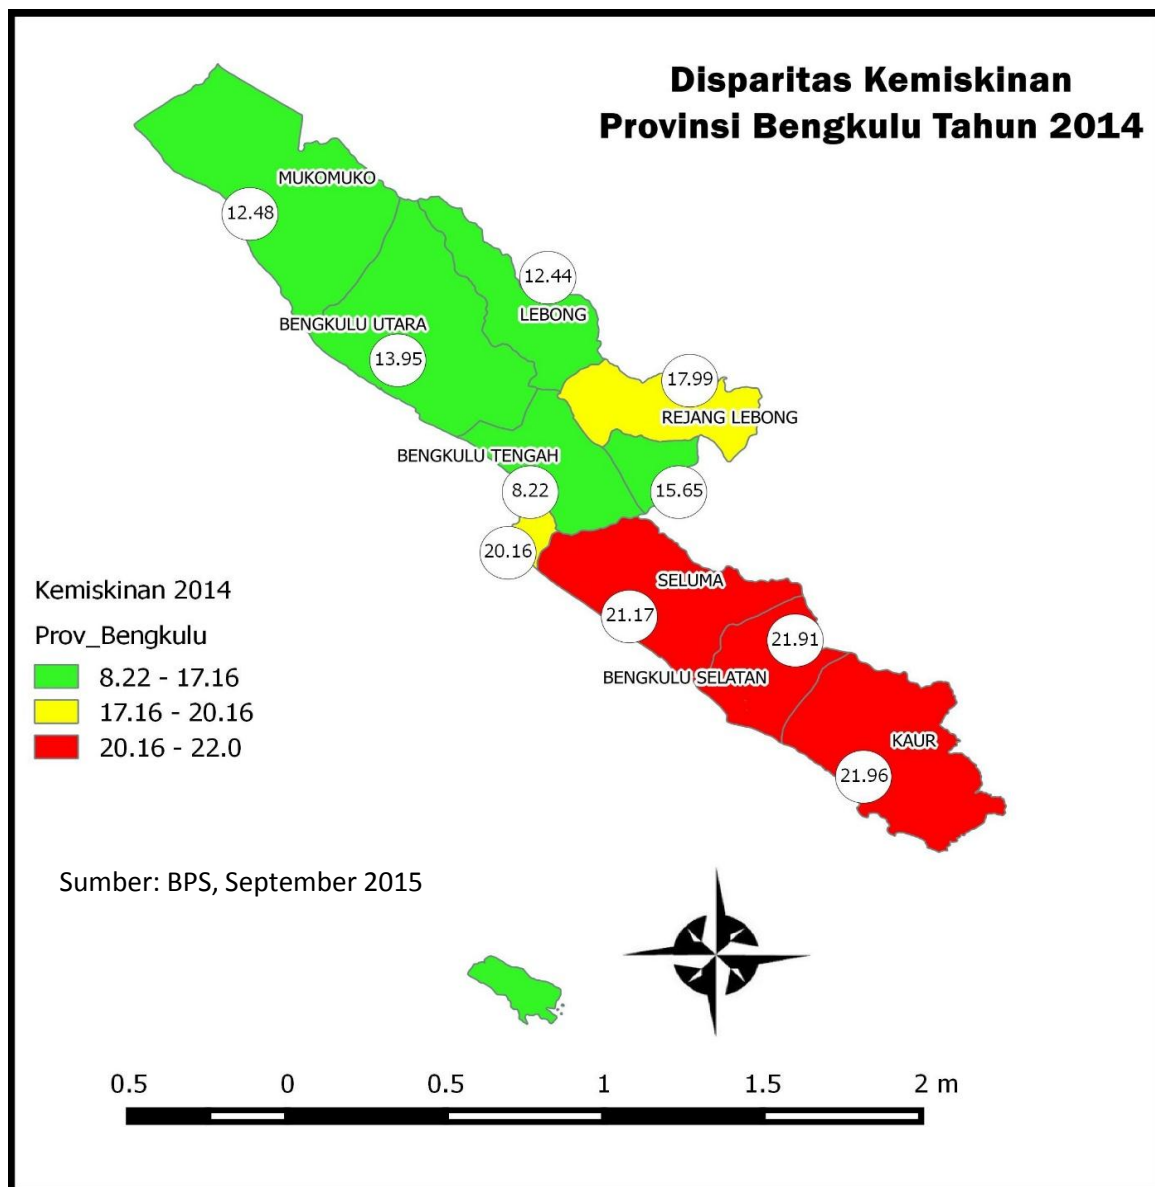 Disparitas Kemiskinan
Provinsi Bengkulu Tahun 2014
MUKOMUKO
12.48
12.44
LEBONG
BENGKULU UTARA
13.95
17.99
REJANG LEBONG
BENGKULU TENGAH
8.22
15.65
20.16
SELUMA
21.17
21.91
BENGKULU SELATAN
KAUR
21.96
Kemiskinan 2014
Prov_Bengkulu
8.22 - 17.16
17.16 - 20.16
20.16 - 22.0
Sumber: BPS, September 2015
0.5 0 0.5 1 1.5 2 m